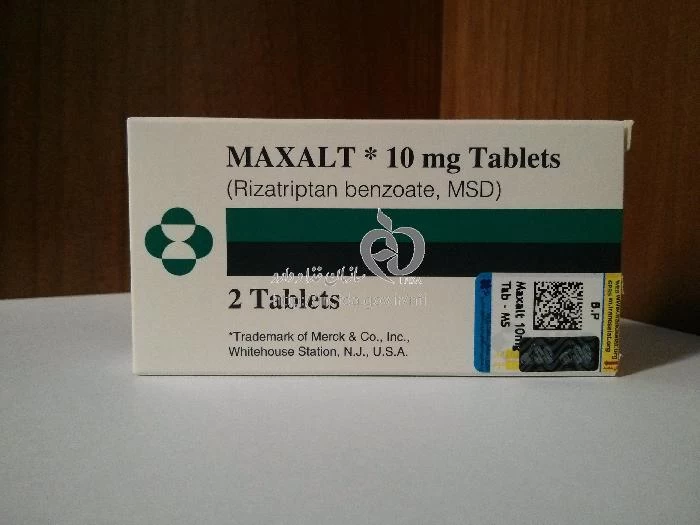 MAXALT * 10 mg Tablets
(Rizatriptan benzoate, MSD)
2 Tablets
*Trademark of Merck & Co., Inc.,
Whitehouse Station, N.J., U.S.A.
Maxalt 10mg
Tab - MS
B.P